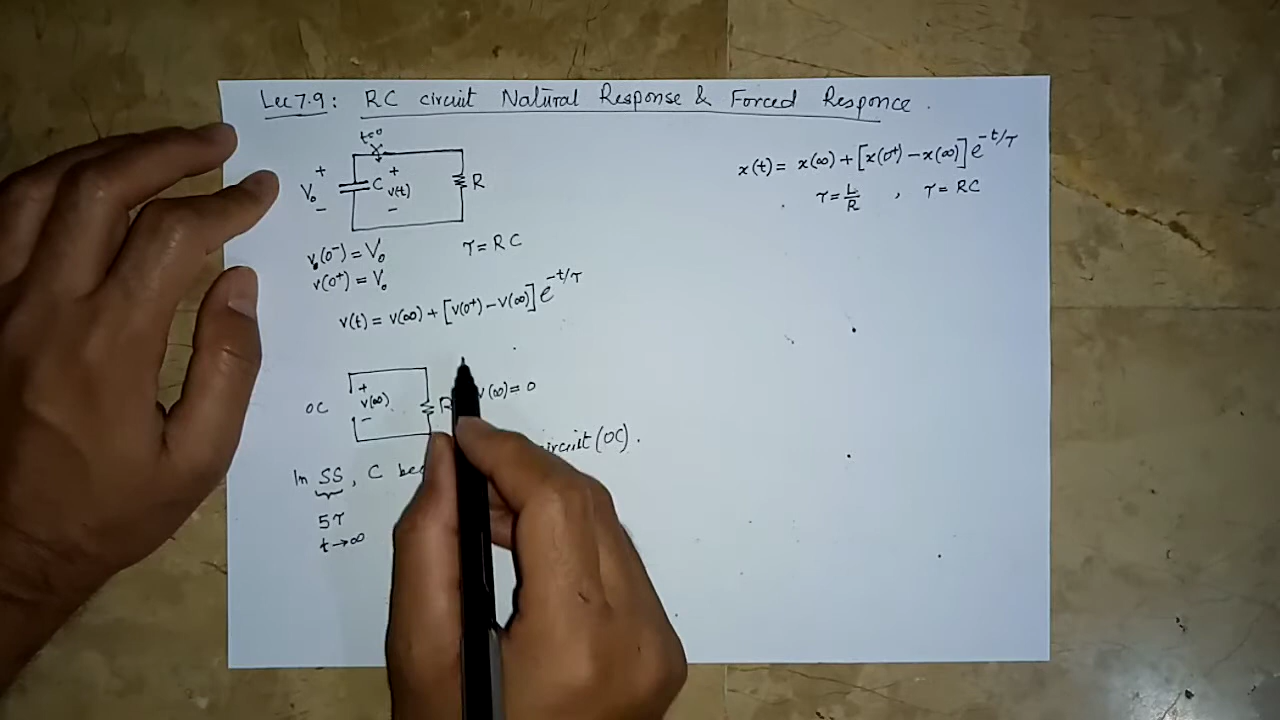 Lec 7.9: RC circuit Natural Response & Forced Responce.
t=0
+ V₀ −
C
+ v(t) −
R
v₀(0⁻) = V₀
v(0⁺) = V₀
τ = RC
v(t) = v(∞) + [v(0⁺) − v(∞)] e^−t/τ
OC
+ v(∞) −
R
v(∞) = 0
In SS, C circuit (OC).
5τ
t→∞
x(t) = x(∞) + [x(0⁺) − x(∞)] e^−t/τ
τ = L/R , τ = RC